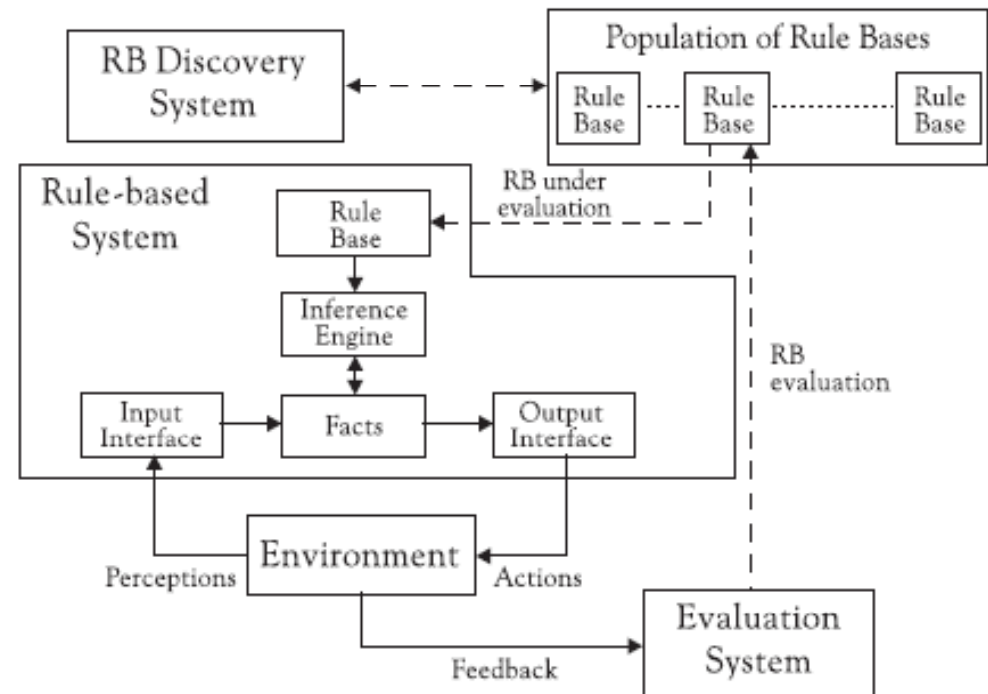 RB Discovery
System
Population of Rule Bases
Rule
Base
Rule
Base
Rule
Base
RB under
evaluation
Rule-based
System
Rule
Base
Inference
Engine
RB
evaluation
Input
Interface
Facts
Output
Interface
Environment
Perceptions
Actions
Evaluation
System
Feedback